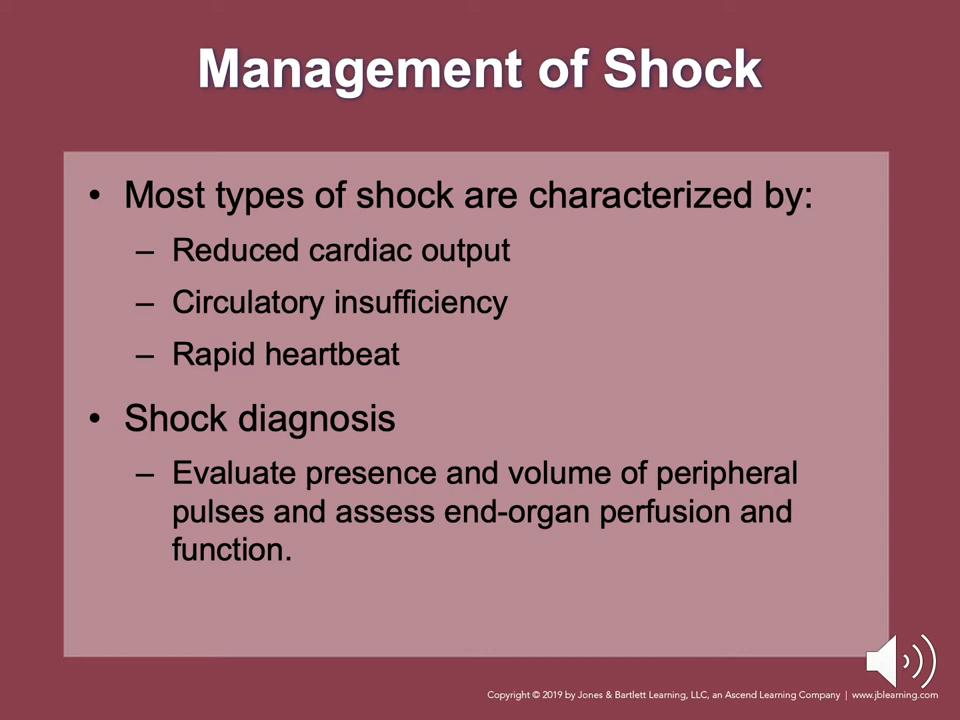 Management of Shock
• Most types of shock are characterized by:
– Reduced cardiac output
– Circulatory insufficiency
– Rapid heartbeat
• Shock diagnosis
– Evaluate presence and volume of peripheral
pulses and assess end-organ perfusion and
function.
Copyright © 2019 by Jones & Bartlett Learning, LLC, an Ascend Learning Company | www.jblearning.com